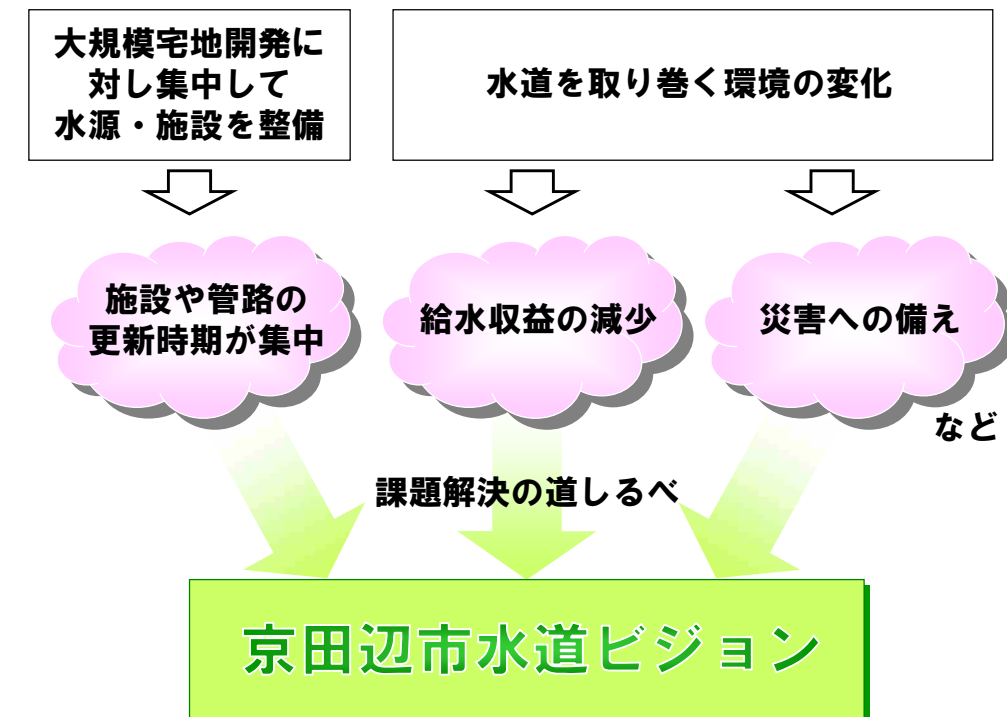 大規模宅地開発に
対し集中して
水源・施設を整備
水道を取り巻く環境の変化
施設や管路の
更新時期が集中
給水収益の減少
災害への備え
など
課題解決の道しるべ
京田辺市水道ビジョン